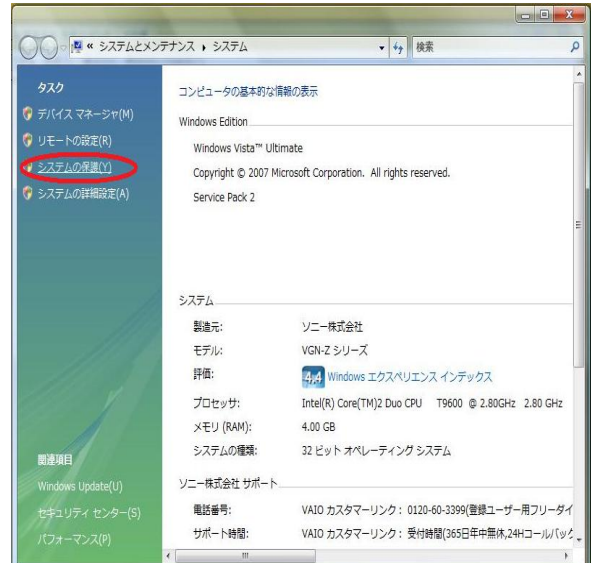 « システムとメンテナンス ▸ システム
検索
タスク
デバイス マネージャ(M)
リモートの設定(R)
システムの保護(Y)
システムの詳細設定(A)
関連項目
Windows Update(U)
セキュリティ センター(S)
パフォーマンス(P)
コンピュータの基本的な情報の表示
Windows Edition
Windows Vista™ Ultimate
Copyright © 2007 Microsoft Corporation. All rights reserved.
Service Pack 2
システム
製造元: ソニー株式会社
モデル: VGN-Z シリーズ
評価: 4.4 Windows エクスペリエンス インデックス
プロセッサ: Intel(R) Core(TM)2 Duo CPU T9600 @ 2.80GHz 2.80 GHz
メモリ (RAM): 4.00 GB
システムの種類: 32 ビット オペレーティング システム
ソニー株式会社 サポート
電話番号: VAIO カスタマーリンク : 0120-60-3399(登録ユーザー用フリーダイ
サポート時間: VAIO カスタマーリンク : 受付時間(365日年中無休,24Hコールバック